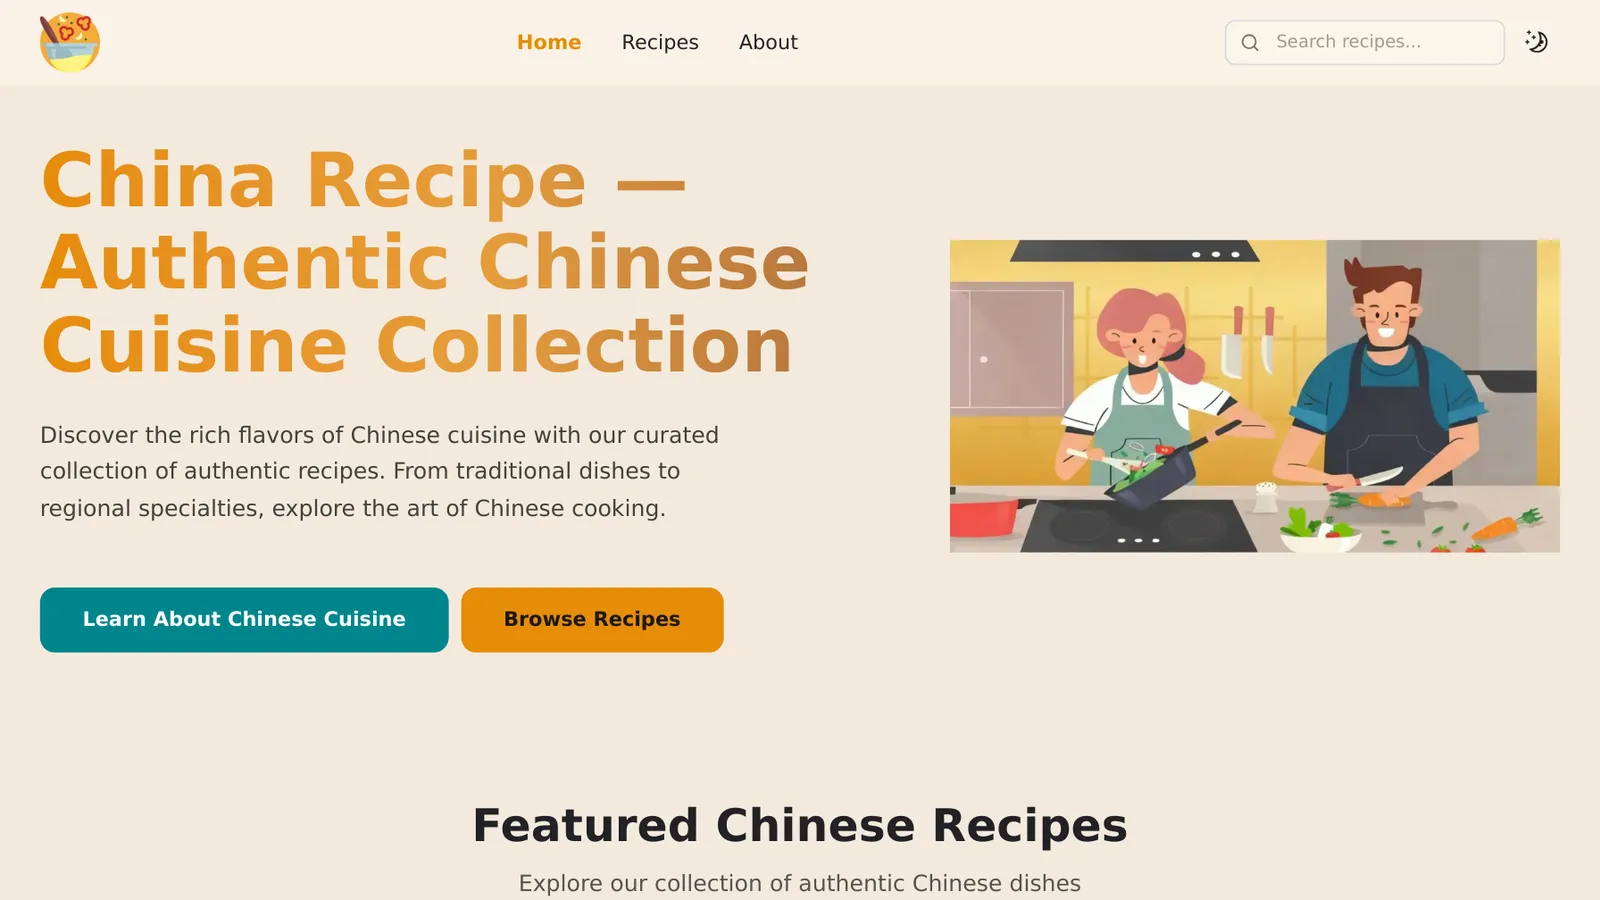 Home
Recipes
About
Search recipes...
China Recipe —
Authentic Chinese
Cuisine Collection
Discover the rich flavors of Chinese cuisine with our curated
collection of authentic recipes. From traditional dishes to
regional specialties, explore the art of Chinese cooking.
Learn About Chinese Cuisine
Browse Recipes
Featured Chinese Recipes
Explore our collection of authentic Chinese dishes